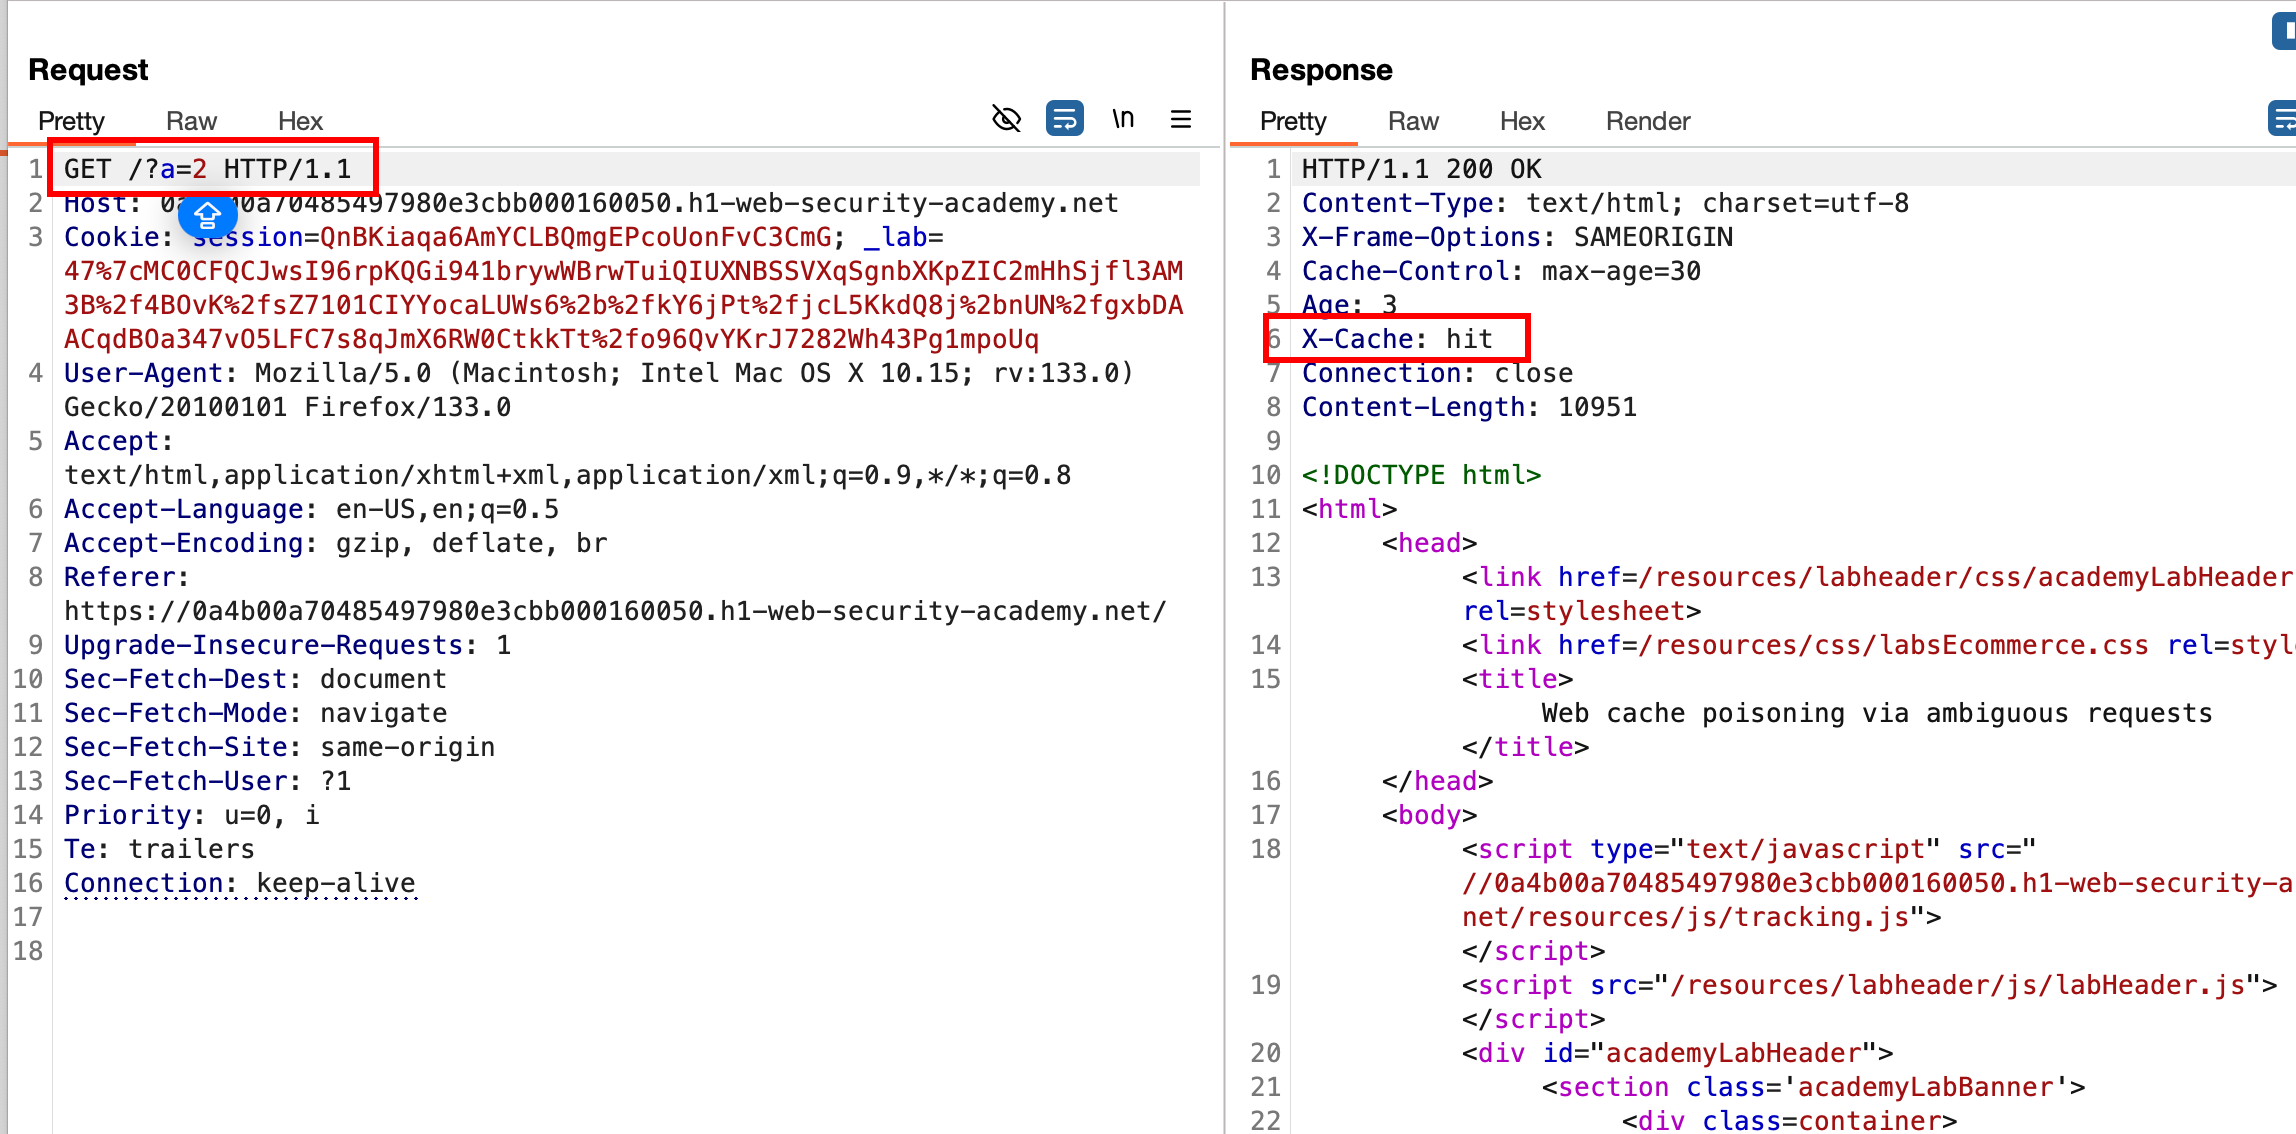 Request
Pretty Raw Hex
\n
1 GET /?a=2 HTTP/1.1
2 Host: 00a70485497980e3cbb000160050.h1-web-security-academy.net
3 Cookie: session=QnBKiaqa6AmYCLBQmgEPcoUonFvC3CmG; _lab=
47%7cMC0CFQCJwsI96rpKQGi941brywWBrwTuiQIUXNBSSVXqSgnbXKpZIC2mHhSjfl3AM
3B%2f4BOvK%2fsZ7101CIYYocaLUWs6%2b%2fkY6jPt%2fjcL5KkdQ8j%2bnUN%2fgxbDA
ACqdBOa347vO5LFC7s8qJmX6RW0CtkkTt%2fo96QvYKrJ7282Wh43Pg1mpoUq
4 User-Agent: Mozilla/5.0 (Macintosh; Intel Mac OS X 10.15; rv:133.0)
Gecko/20100101 Firefox/133.0
5 Accept:
text/html,application/xhtml+xml,application/xml;q=0.9,*/*;q=0.8
6 Accept-Language: en-US,en;q=0.5
7 Accept-Encoding: gzip, deflate, br
8 Referer:
https://0a4b00a70485497980e3cbb000160050.h1-web-security-academy.net/
9 Upgrade-Insecure-Requests: 1
10 Sec-Fetch-Dest: document
11 Sec-Fetch-Mode: navigate
12 Sec-Fetch-Site: same-origin
13 Sec-Fetch-User: ?1
14 Priority: u=0, i
15 Te: trailers
16 Connection: keep-alive
17
18
Response
Pretty Raw Hex Render
1 HTTP/1.1 200 OK
2 Content-Type: text/html; charset=utf-8
3 X-Frame-Options: SAMEORIGIN
4 Cache-Control: max-age=30
5 Age: 3
6 X-Cache: hit
7 Connection: close
8 Content-Length: 10951
9
10 <!DOCTYPE html>
11 <html>
12 <head>
13 <link href=/resources/labheader/css/academyLabHeader
rel=stylesheet>
14 <link href=/resources/css/labsEcommerce.css rel=styl
15 <title>
Web cache poisoning via ambiguous requests
</title>
16 </head>
17 <body>
18 <script type="text/javascript" src="
//0a4b00a70485497980e3cbb000160050.h1-web-security-a
net/resources/js/tracking.js">
</script>
19 <script src="/resources/labheader/js/labHeader.js">
</script>
20 <div id="academyLabHeader">
21 <section class='academyLabBanner'>
22 <div class=container>